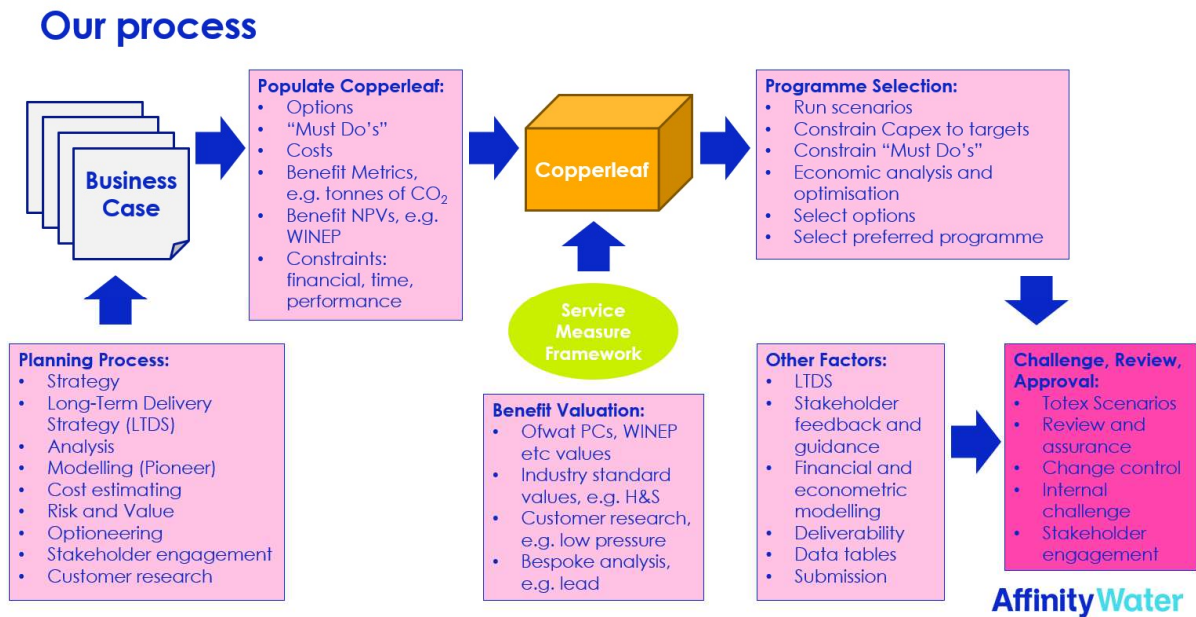 Our process
Business
Case
Populate Copperleaf:
• Options
• “Must Do’s”
• Costs
• Benefit Metrics,
e.g. tonnes of CO₂
• Benefit NPVs, e.g.
WINEP
• Constraints:
financial, time,
performance
Copperleaf
Programme Selection:
• Run scenarios
• Constrain Capex to targets
• Constrain “Must Do’s”
• Economic analysis and
optimisation
• Select options
• Select preferred programme
Service
Measure
Framework
Planning Process:
• Strategy
• Long-Term Delivery
Strategy (LTDS)
• Analysis
• Modelling (Pioneer)
• Cost estimating
• Risk and Value
• Optioneering
• Stakeholder engagement
• Customer research
Benefit Valuation:
• Ofwat PCs, WINEP
etc values
• Industry standard
values, e.g. H&S
• Customer research,
e.g. low pressure
• Bespoke analysis,
e.g. lead
Other Factors:
• LTDS
• Stakeholder
feedback and
guidance
• Financial and
econometric
modelling
• Deliverability
• Data tables
• Submission
Challenge, Review,
Approval:
• Totex Scenarios
• Review and
assurance
• Change control
• Internal
challenge
• Stakeholder
engagement
AffinityWater